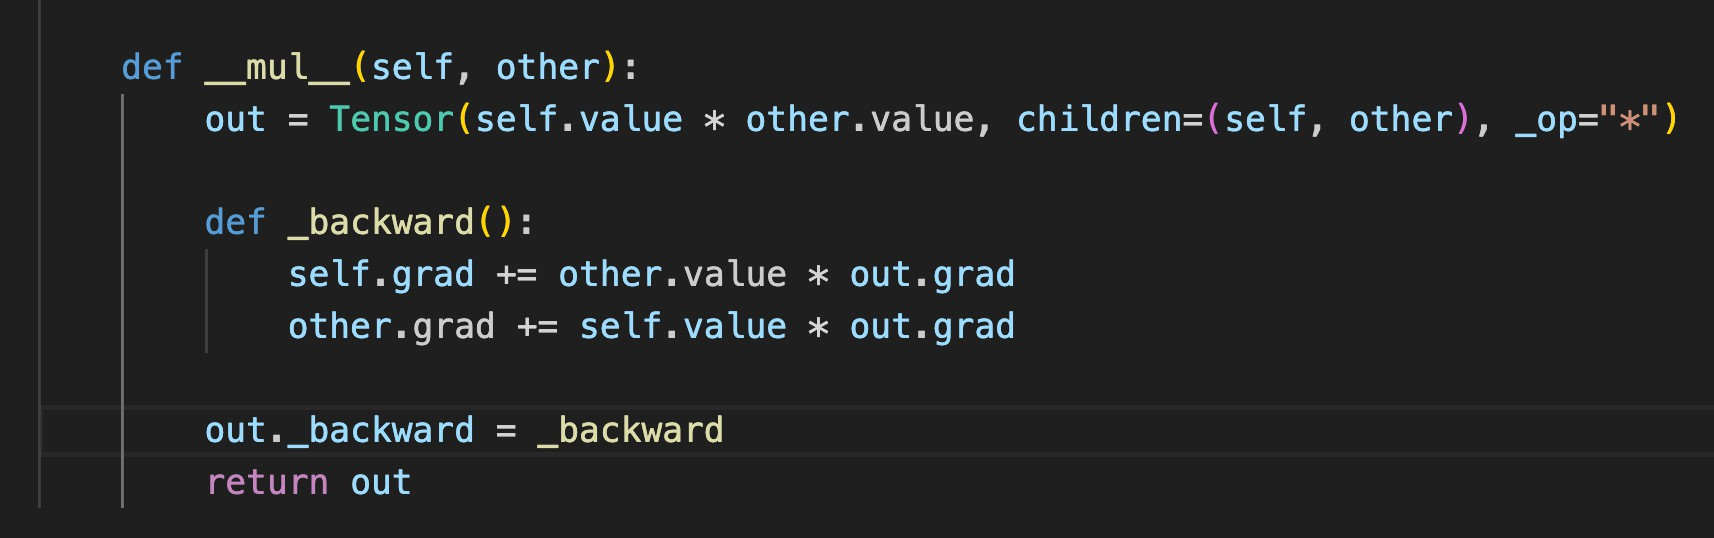 def __mul__(self, other):
    out = Tensor(self.value * other.value, children=(self, other), _op="*")
    def _backward():
        self.grad += other.value * out.grad
        other.grad += self.value * out.grad
    out._backward = _backward
    return out